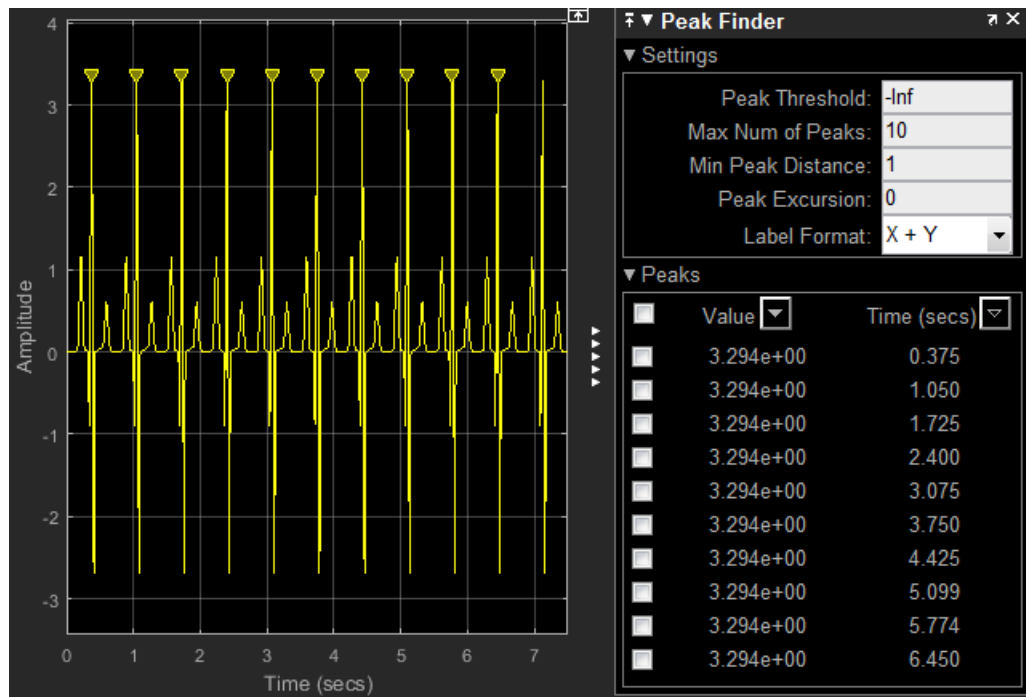 4
3
2
1
0
-1
-2
-3
Amplitude
0 1 2 3 4 5 6 7
Time (secs)
Peak Finder
Settings
Peak Threshold: -Inf
Max Num of Peaks: 10
Min Peak Distance: 1
Peak Excursion: 0
Label Format: X + Y
Peaks
Value Time (secs)
3.294e+00 0.375
3.294e+00 1.050
3.294e+00 1.725
3.294e+00 2.400
3.294e+00 3.075
3.294e+00 3.750
3.294e+00 4.425
3.294e+00 5.099
3.294e+00 5.774
3.294e+00 6.450